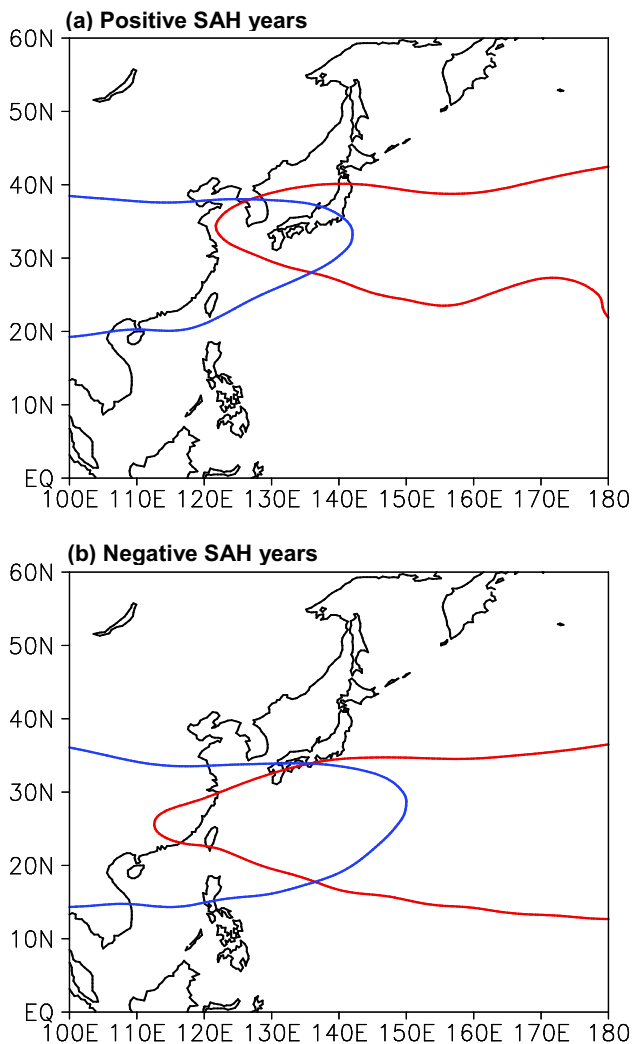 (a) Positive SAH years
60N
50N
40N
30N
20N
10N
EQ
100E 110E 120E 130E 140E 150E 160E 170E 180
(b) Negative SAH years
60N
50N
40N
30N
20N
10N
EQ
100E 110E 120E 130E 140E 150E 160E 170E 180